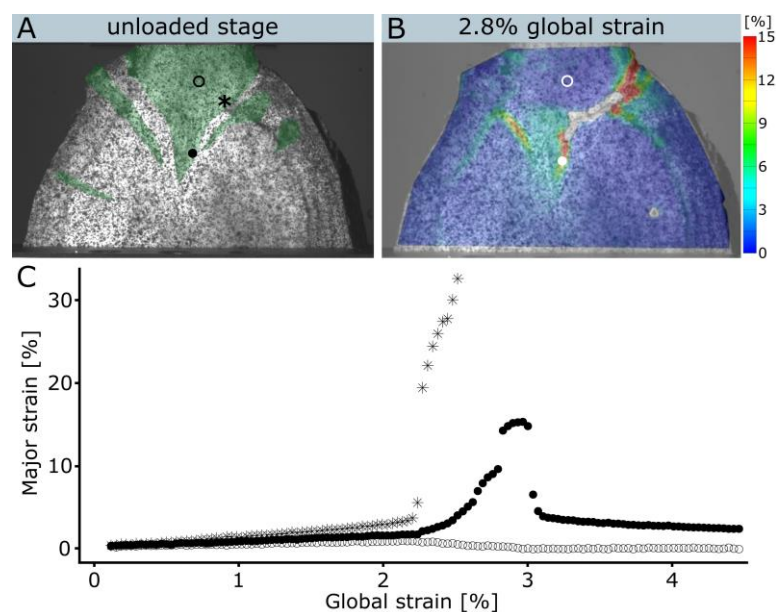 A unloaded stage
B 2.8% global strain
[%]
15
12
9
6
3
0
C
30
20
10
0
Major strain [%]
0 1 2 3 4
Global strain [%]